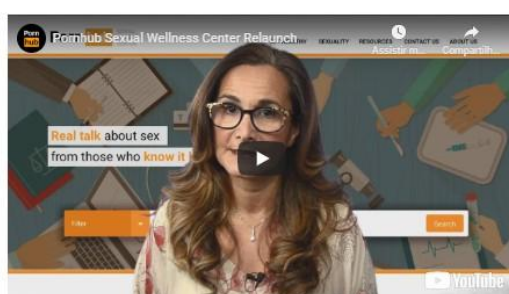 Porn
hub
Pornhub Sexual Wellness Center Relaunch
SEXUALITY
RESOURCES
CONTACT US
ABOUT US
Assistir m...
Compartilh...
Real talk about sex
from those who know it
Filter
Search
YouTube